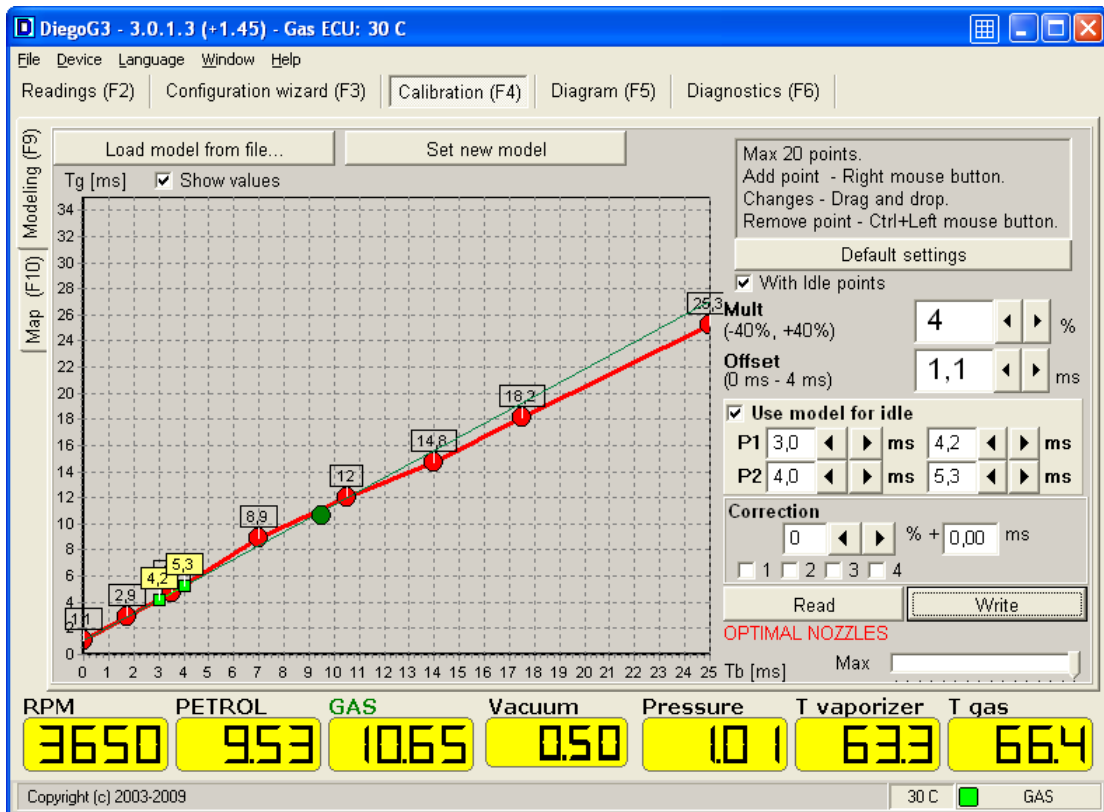 DiegoG3 - 3.0.1.3 (+1.45) - Gas ECU: 30 C
File Device Language Window Help
Readings (F2) Configuration wizard (F3) Calibration (F4) Diagram (F5) Diagnostics (F6)
Modeling (F9)
Map (F10)
Load model from file... Set new model
Tg [ms] Show values
34
32
30
28
26
24
22
20
18
16
14
12
10
8
6
4
2
0
25,3
18,2
14,8
12
8,9
5,3
4,2
2,9
1,1
0 1 2 3 4 5 6 7 8 9 10 11 12 13 14 15 16 17 18 19 20 21 22 23 24 25 Tb [ms]
Max 20 points.
Add point - Right mouse button.
Changes - Drag and drop.
Remove point - Ctrl+Left mouse button.
Default settings
With Idle points
Mult
(-40%, +40%)
4 %
Offset
(0 ms - 4 ms)
1,1 ms
Use model for idle
P1 3,0 ms 4,2 ms
P2 4,0 ms 5,3 ms
Correction
0 % + 0,00 ms
1 2 3 4
Read Write
OPTIMAL NOZZLES
Max
RPM PETROL GAS Vacuum Pressure T vaporizer T gas
3650 9.53 10.65 0.50 1.01 63.3 66.4
Copyright (c) 2003-2009 30 C GAS